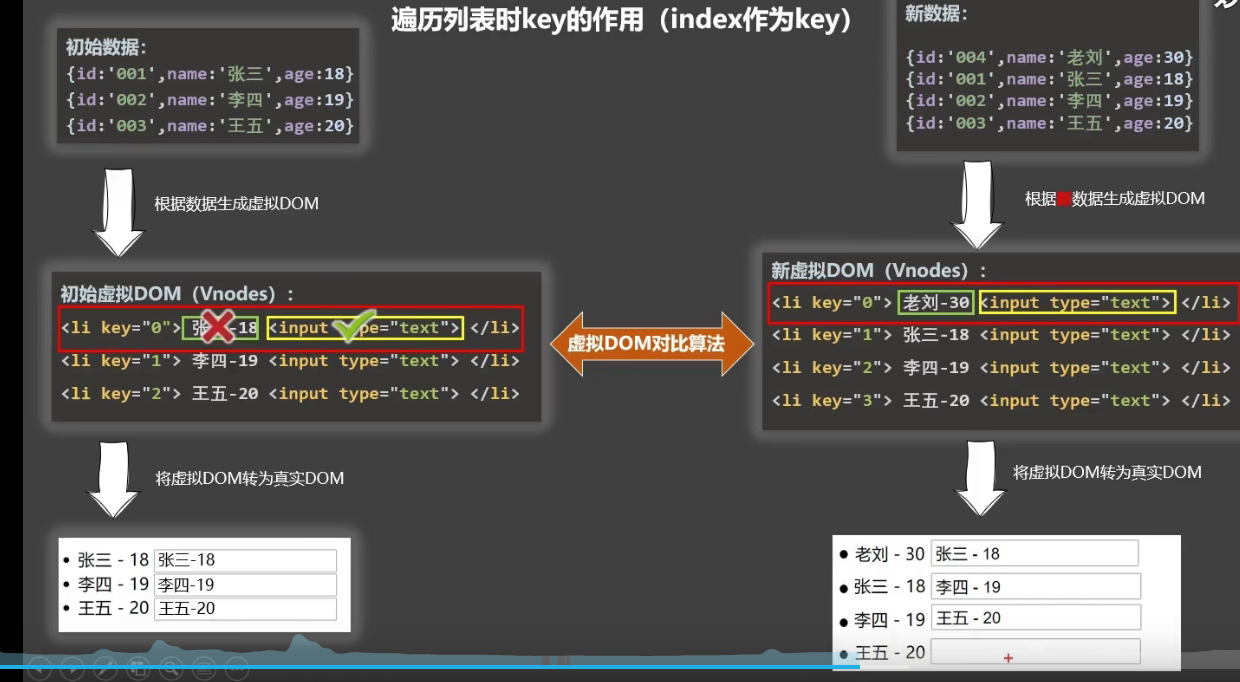 遍历列表时key的作用（index作为key）
初始数据：
{id:'001',name:'张三',age:18}
{id:'002',name:'李四',age:19}
{id:'003',name:'王五',age:20}
根据数据生成虚拟DOM
初始虚拟DOM（Vnodes）：
<li key="0"> 张 -18 <input type="text"> </li>
<li key="1"> 李四-19 <input type="text"> </li>
<li key="2"> 王五-20 <input type="text"> </li>
将虚拟DOM转为真实DOM
• 张三 - 18 张三-18
• 李四 - 19 李四-19
• 王五 - 20 王五-20
虚拟DOM对比算法
新数据：
{id:'004',name:'老刘',age:30}
{id:'001',name:'张三',age:18}
{id:'002',name:'李四',age:19}
{id:'003',name:'王五',age:20}
根据 数据生成虚拟DOM
新虚拟DOM（Vnodes）：
<li key="0"> 老刘-30 <input type="text"> </li>
<li key="1"> 张三-18 <input type="text"> </li>
<li key="2"> 李四-19 <input type="text"> </li>
<li key="3"> 王五-20 <input type="text"> </li>
将虚拟DOM转为真实DOM
• 老刘 - 30 张三 - 18
• 张三 - 18 李四 - 19
• 李四 - 19 王五 - 20
• 王五 - 20